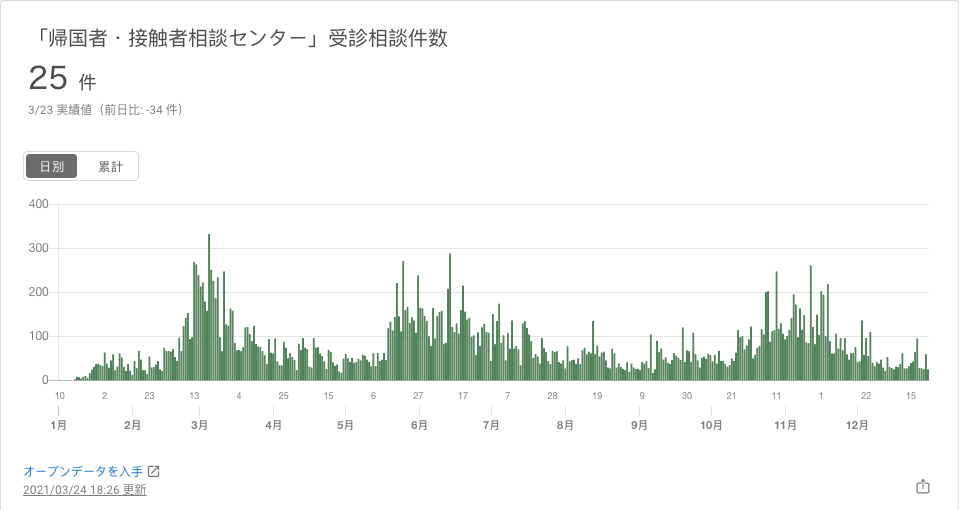 「帰国者・接触者相談センター」受診相談件数
25 件
3/23 実績値（前日比: -34 件）
日別 累計
400
300
200
100
0
10 2 23 13 4 25 15 6 27 17 7 28 19 9 30 21 11 1 22 15
1月 2月 3月 4月 5月 6月 7月 8月 9月 10月 11月 12月
オープンデータを入手
2021/03/24 18:26 更新